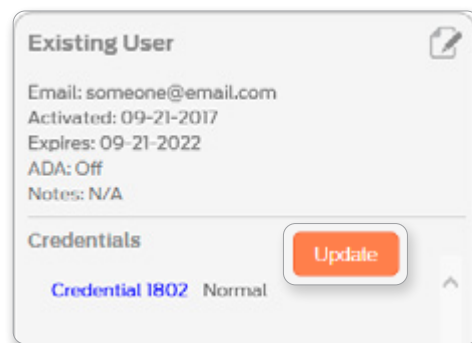 Existing User
Email: someone@email.com
Activated: 09-21-2017
Expires: 09-21-2022
ADA: Off
Notes: N/A
Credentials
Update
Credential 1802 Normal